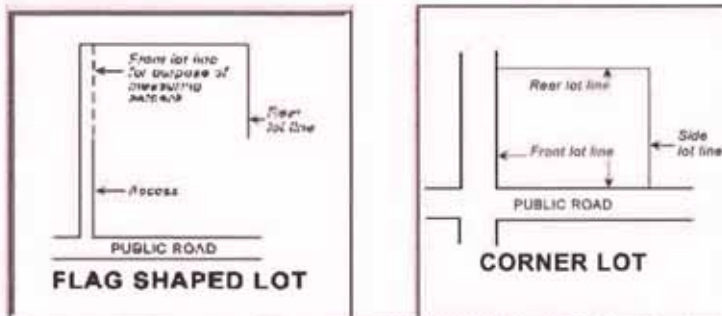 Front lot line
for purpose of
measuring
Rear
lot line
Access
PUBLIC ROAD
FLAG SHAPED LOT
Rear lot line
Side
lot line
Front lot line
PUBLIC ROAD
CORNER LOT